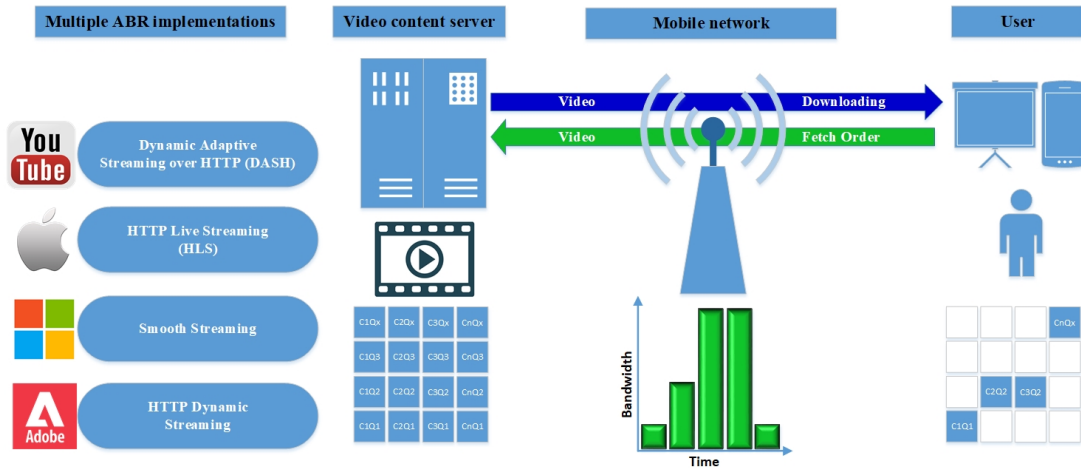 Multiple ABR implementations
Video content server
Mobile network
User
You
Tube
Dynamic Adaptive
Streaming over HTTP (DASH)
HTTP Live Streaming
(HLS)
Smooth Streaming
Adobe
HTTP Dynamic
Streaming
Video Downloading
Video Fetch Order
C1Qx C2Qx C3Qx CnQx
C1Q3 C2Q3 C3Q3 CnQ3
C1Q2 C2Q2 C3Q2 CnQ2
C1Q1 C2Q1 C3Q1 CnQ1
Bandwidth
Time
CnQx
C2Q2 C3Q2
C1Q1